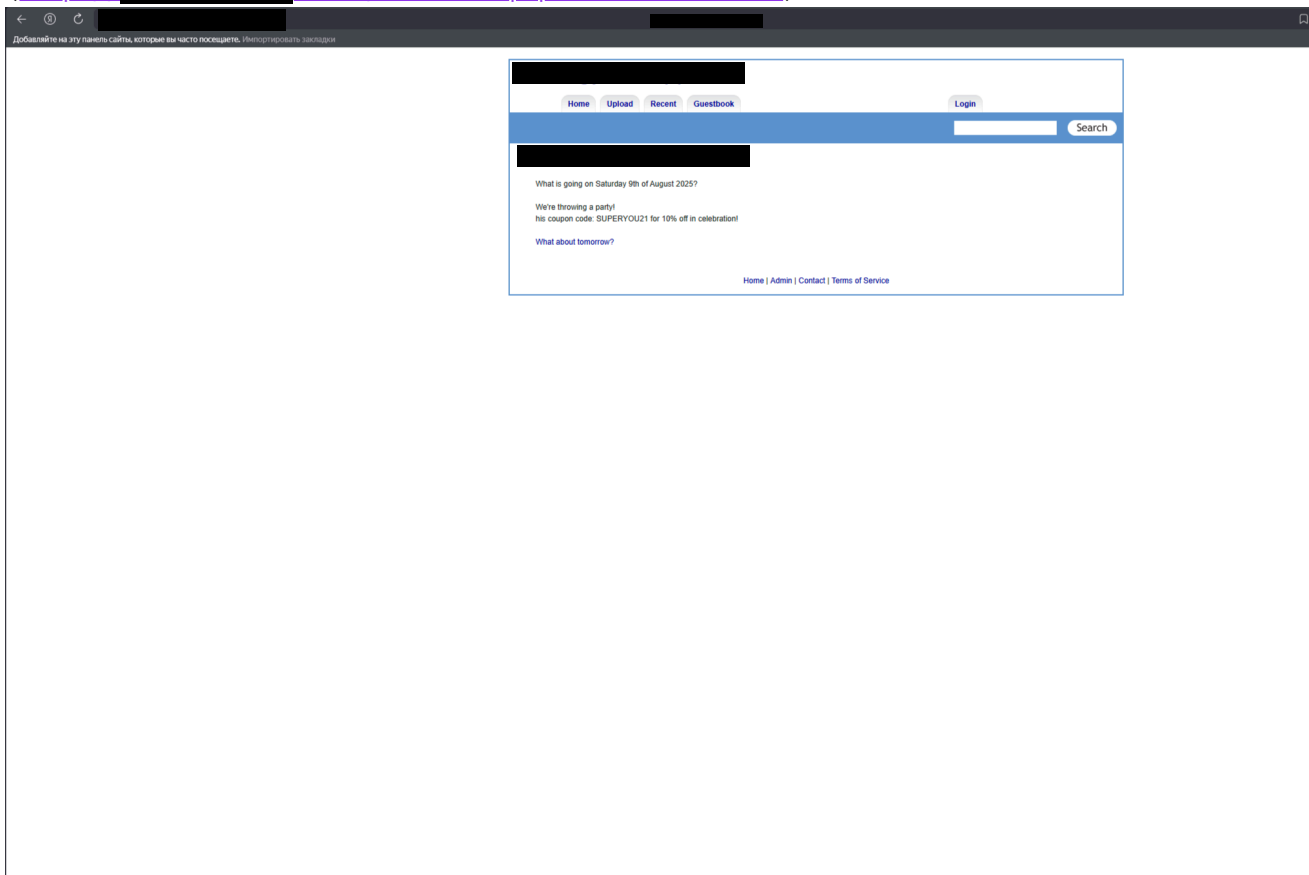 Добавляйте на эту панель сайты, которые вы часто посещаете. Импортировать закладки
Home Upload Recent Guestbook Login
Search
What is going on Saturday 9th of August 2025?
We're throwing a party!
his coupon code: SUPERYOU21 for 10% off in celebration!
What about tomorrow?
Home | Admin | Contact | Terms of Service